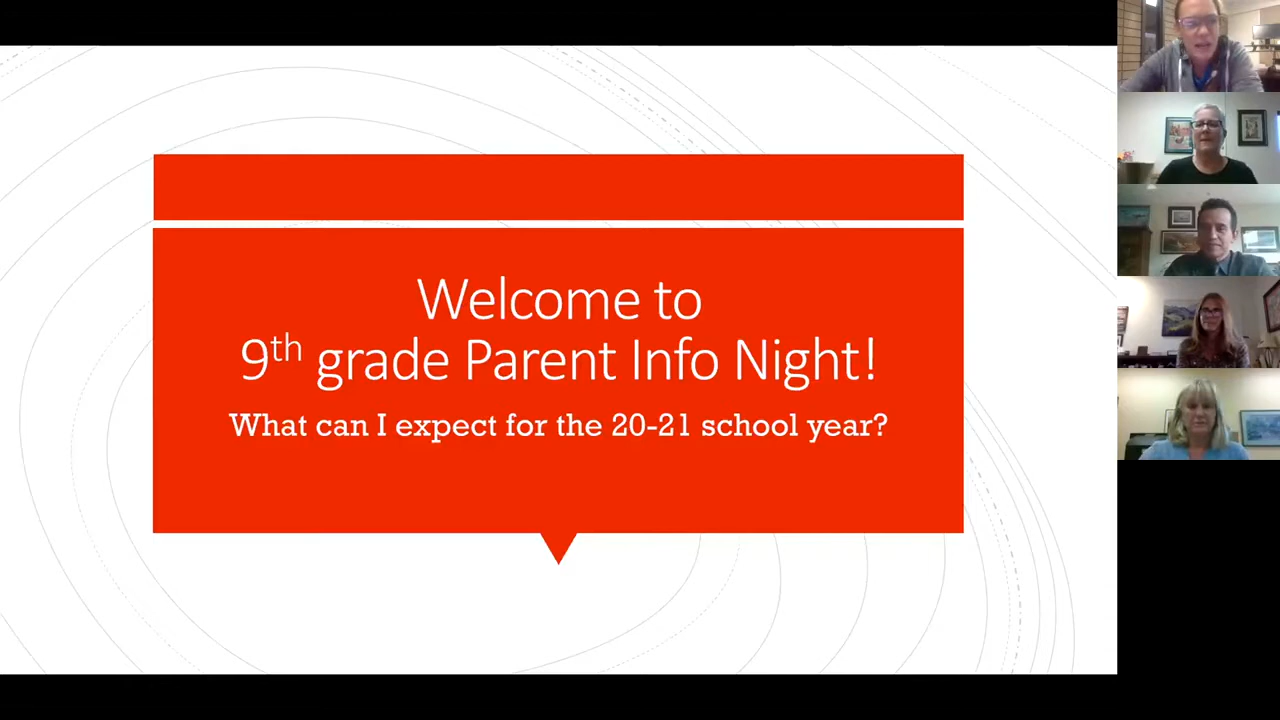 Welcome to
9th grade Parent Info Night!
What can I expect for the 20-21 school year?